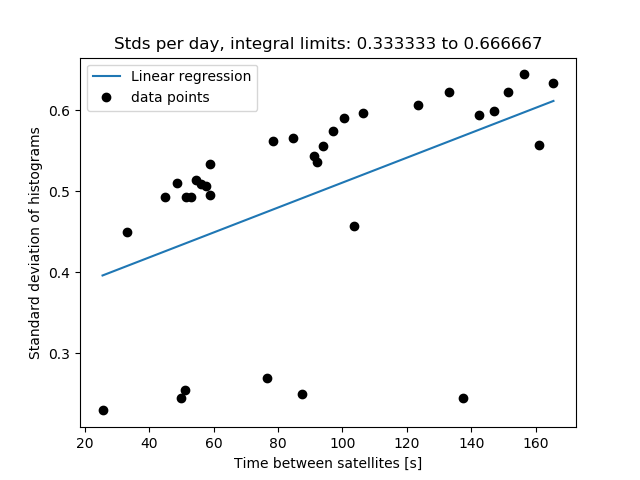 Stds per day, integral limits: 0.333333 to 0.666667
Linear regression
data points
0.6
0.5
0.4
0.3
Standard deviation of histograms
20 40 60 80 100 120 140 160
Time between satellites [s]